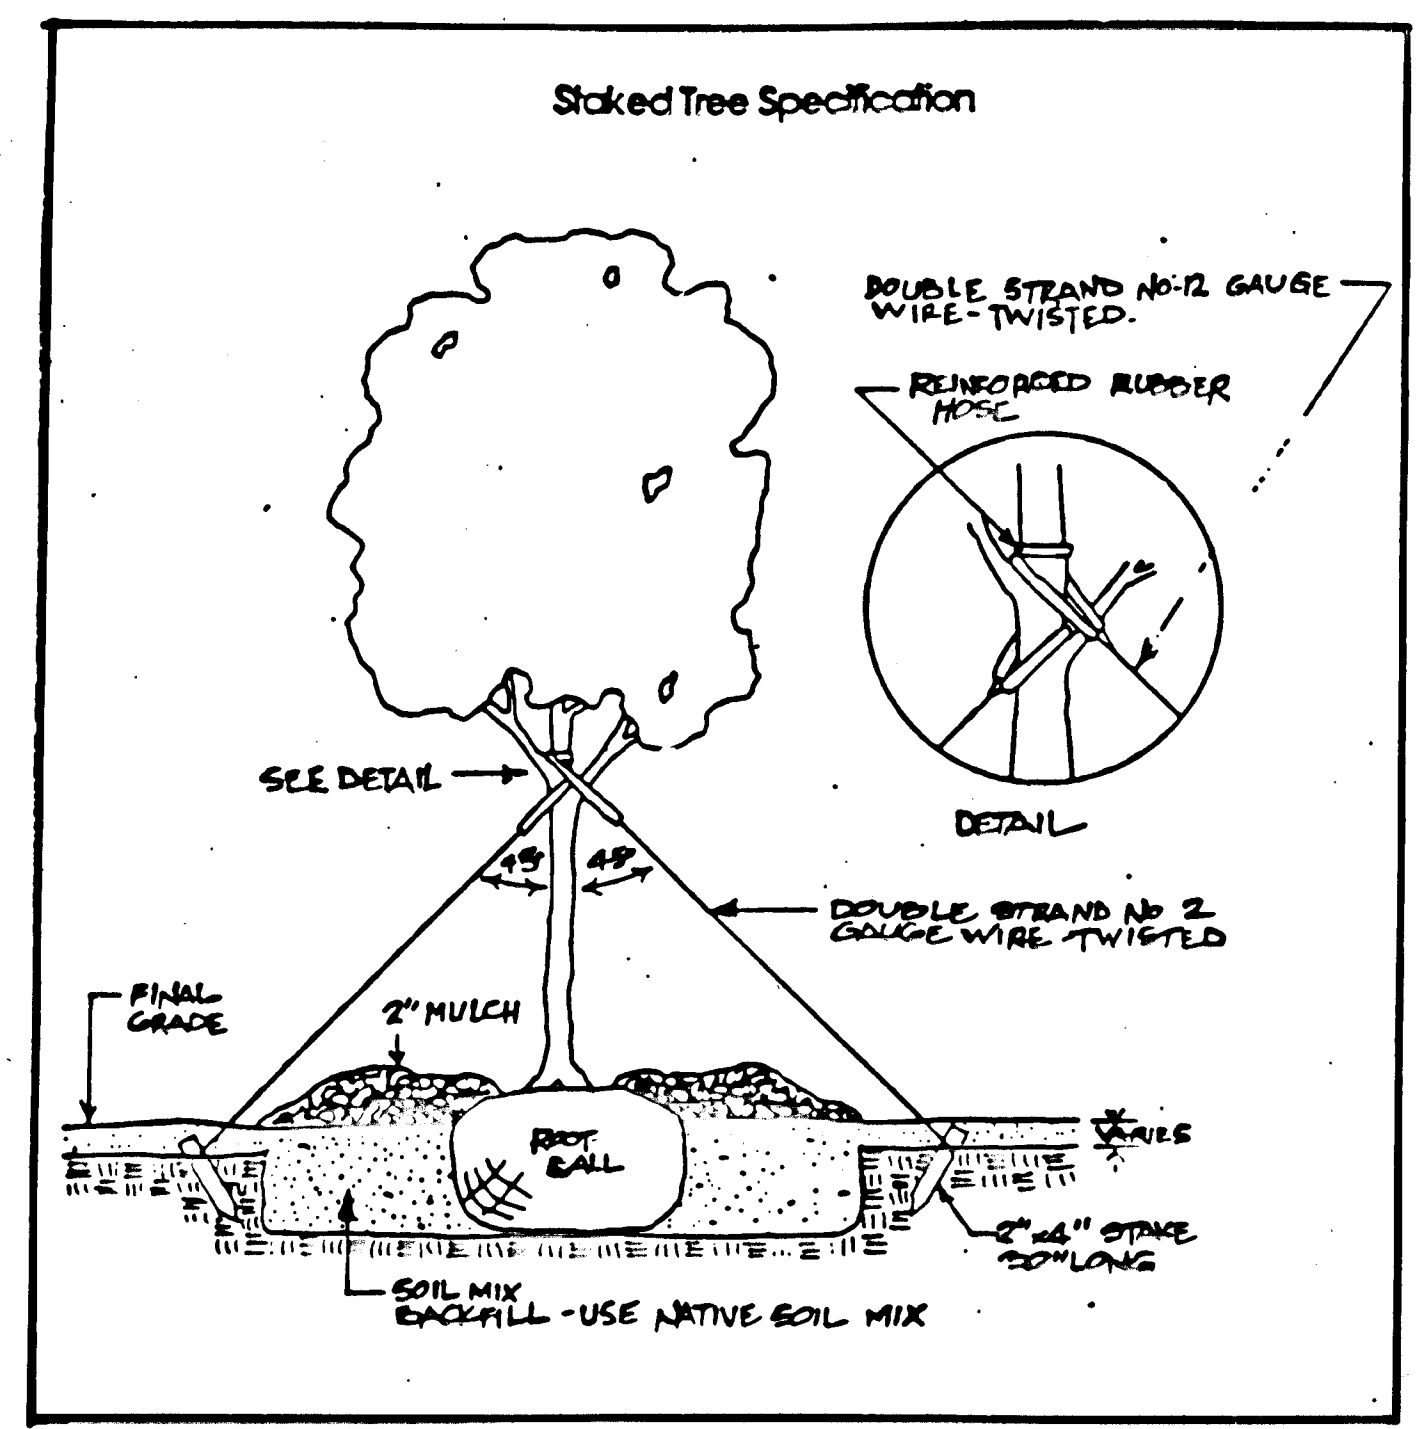 Staked Tree Specification
DOUBLE STRAND NO-12 GAUGE
WIRE-TWISTED.
REINFORCED RUBBER
HOSE
SEE DETAIL
DETAIL
45° 45°
DOUBLE STRAND NO 2
GAUGE WIRE-TWISTED
FINAL
GRADE
2" MULCH
VARIES
ROOT
BALL
2"x4" STAKE
30" LONG
SOIL MIX
BACKFILL-USE NATIVE SOIL MIX